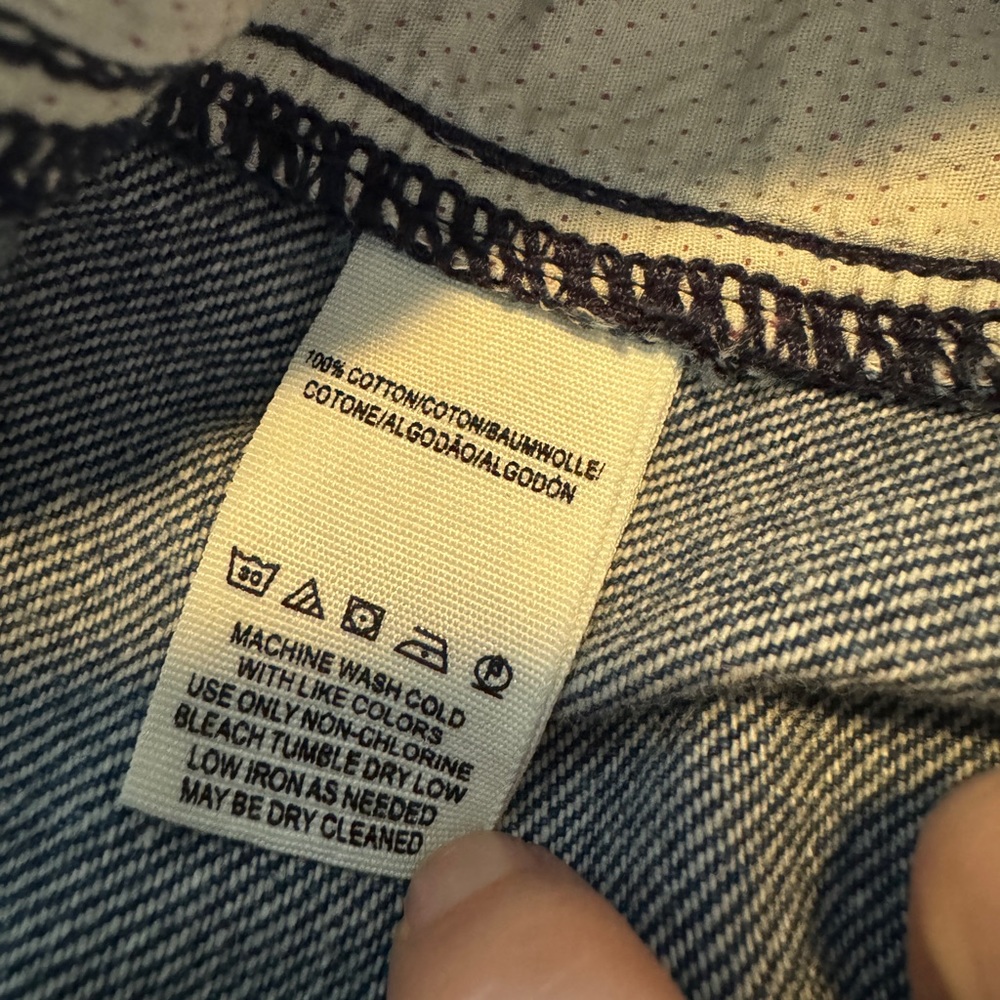 100% COTTON/COTON/BAUMWOLLE/
COTONE/ALGODÃO/ALGODÓN
30
P
MACHINE WASH COLD
WITH LIKE COLORS
USE ONLY NON-CHLORINE
BLEACH TUMBLE DRY LOW
LOW IRON AS NEEDED
MAY BE DRY CLEANED